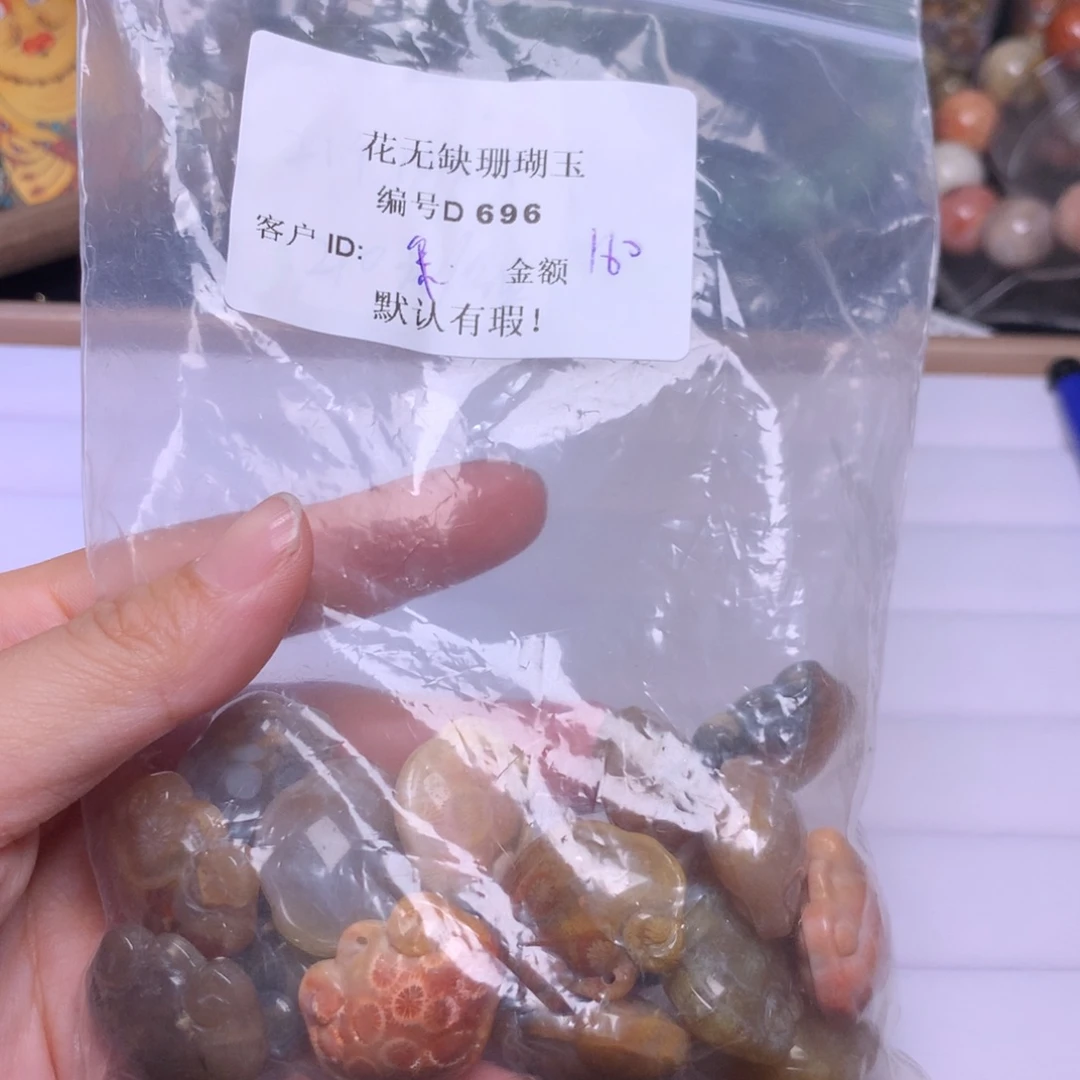 花无缺珊瑚玉
编号D 696
客户 ID: 金额 160
默认有瑕!